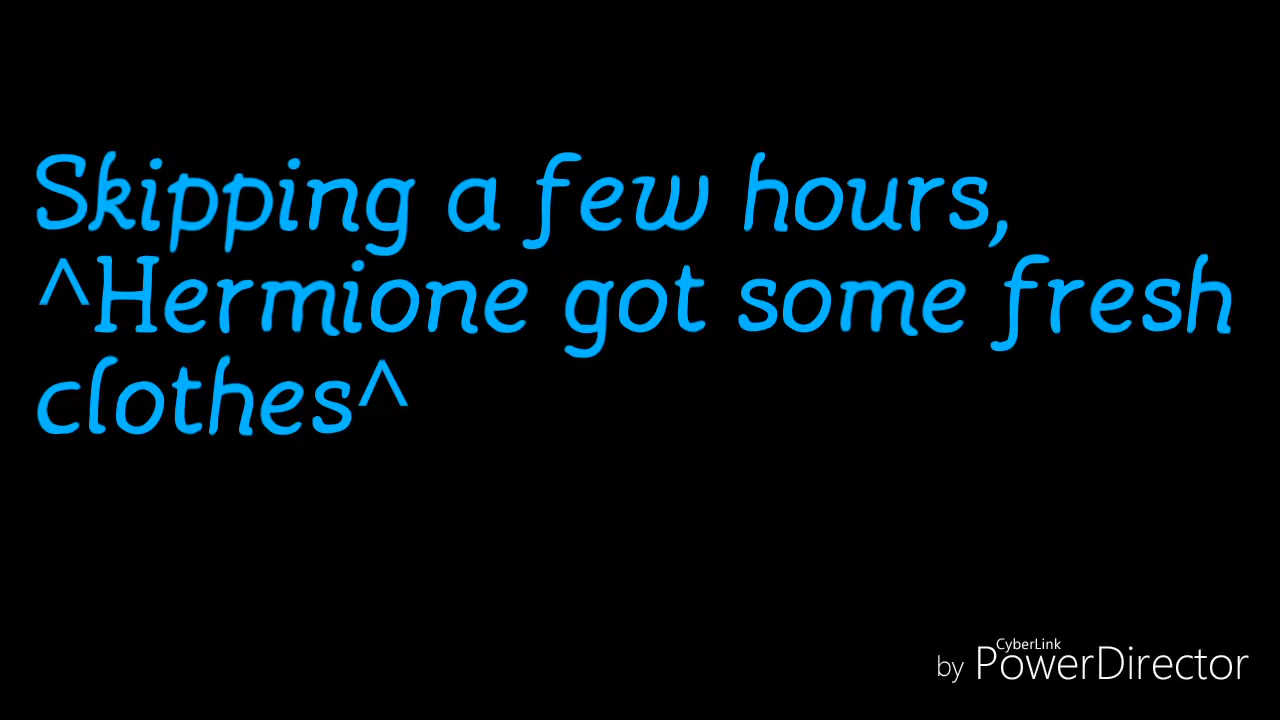 Skipping a few hours,
^Hermione got some fresh
clothes^
CyberLink
by PowerDirector